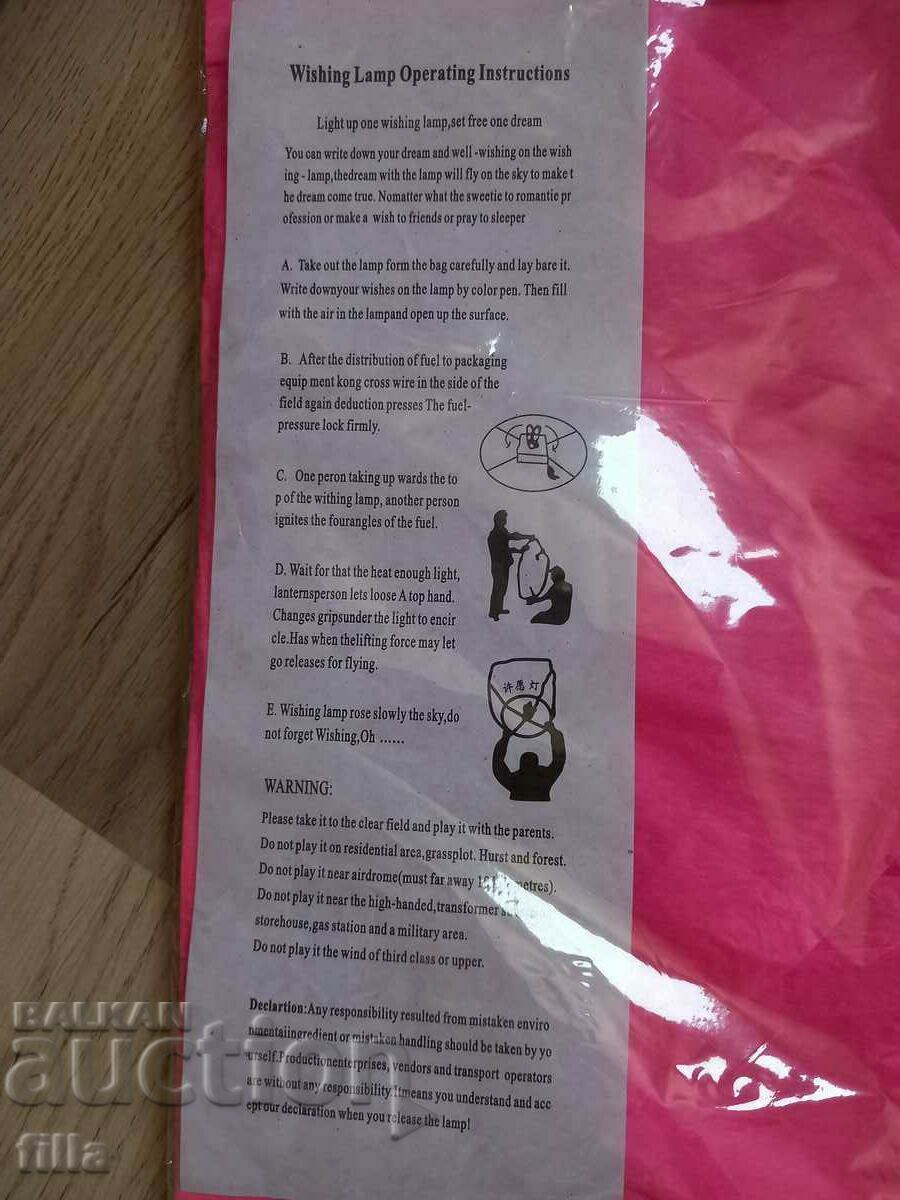 Wishing Lamp Operating Instructions
Light up one wishing lamp,set free one dream
You can write down your dream and well -wishing on the wish
ing - lamp,thedream with the lamp will fly on the sky to make t
he dream come true. Nomatter what the sweetie to romantie pr
ofession or make a wish to friends or pray to sleeper
A. Take out the lamp form the bag carefully and lay bare it.
Write downyour wishes on the lamp by color pen. Then fill
with the air in the lampand open up the surface.
B. After the distribution of fuel to packaging
equip ment kong cross wire in the side of the
field again deduction presses The fuel-
pressure lock firmly.
C. One peron taking up wards the to
p of the withing lamp, another person
ignites the fourangles of the fuel.
D. Wait for that the heat enough light,
lanternsperson lets loose A top hand.
Changes gripsunder the light to encir
cle.Has when thelifting force may let
go releases for flying.
许愿灯
E. Wishing lamp rose slowly the sky,do
not forget Wishing,Oh ......
WARNING:
Please take it to the clear field and play it with the parents.
Do not play it on residential area,grassplot. Hurst and forest.
Do not play it near airdrome(must far away
Do not play it near the high-handed,transformer
storehouse,gas station and a military area.
Do not play it the wind of third class or upper.
Declartion:Any responsibility resulted from mistaken enviro
nmentaiingredient or mistaken handling should be taken by yo
urself.Productionenterprises, vendors and transport operators
are without any responsibility.Itmeans you understand and acc
ept our declaration when you release the lamp!
BALKAN
auction
filla